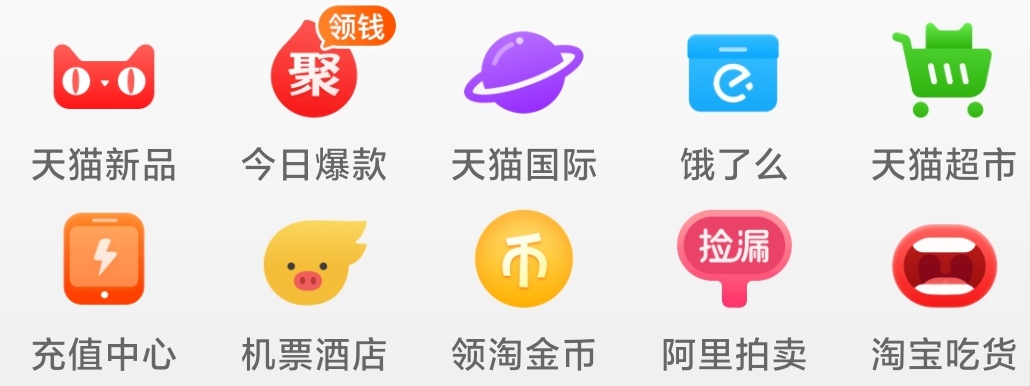 领钱
聚
天猫新品 今日爆款 天猫国际 饿了么 天猫超市
币 捡漏
充值中心 机票酒店 领淘金币 阿里拍卖 淘宝吃货